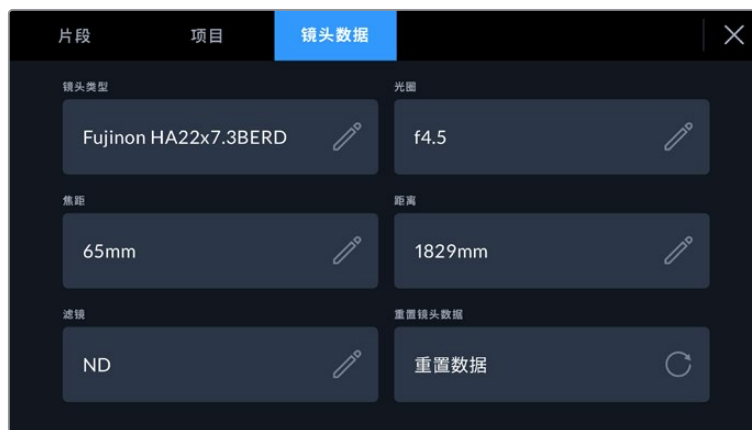 片段 项目 镜头数据
镜头类型 光圈
Fujinon HA22x7.3BERD f4.5
焦距 距离
65mm 1829mm
滤镜 重置镜头数据
ND 重置数据